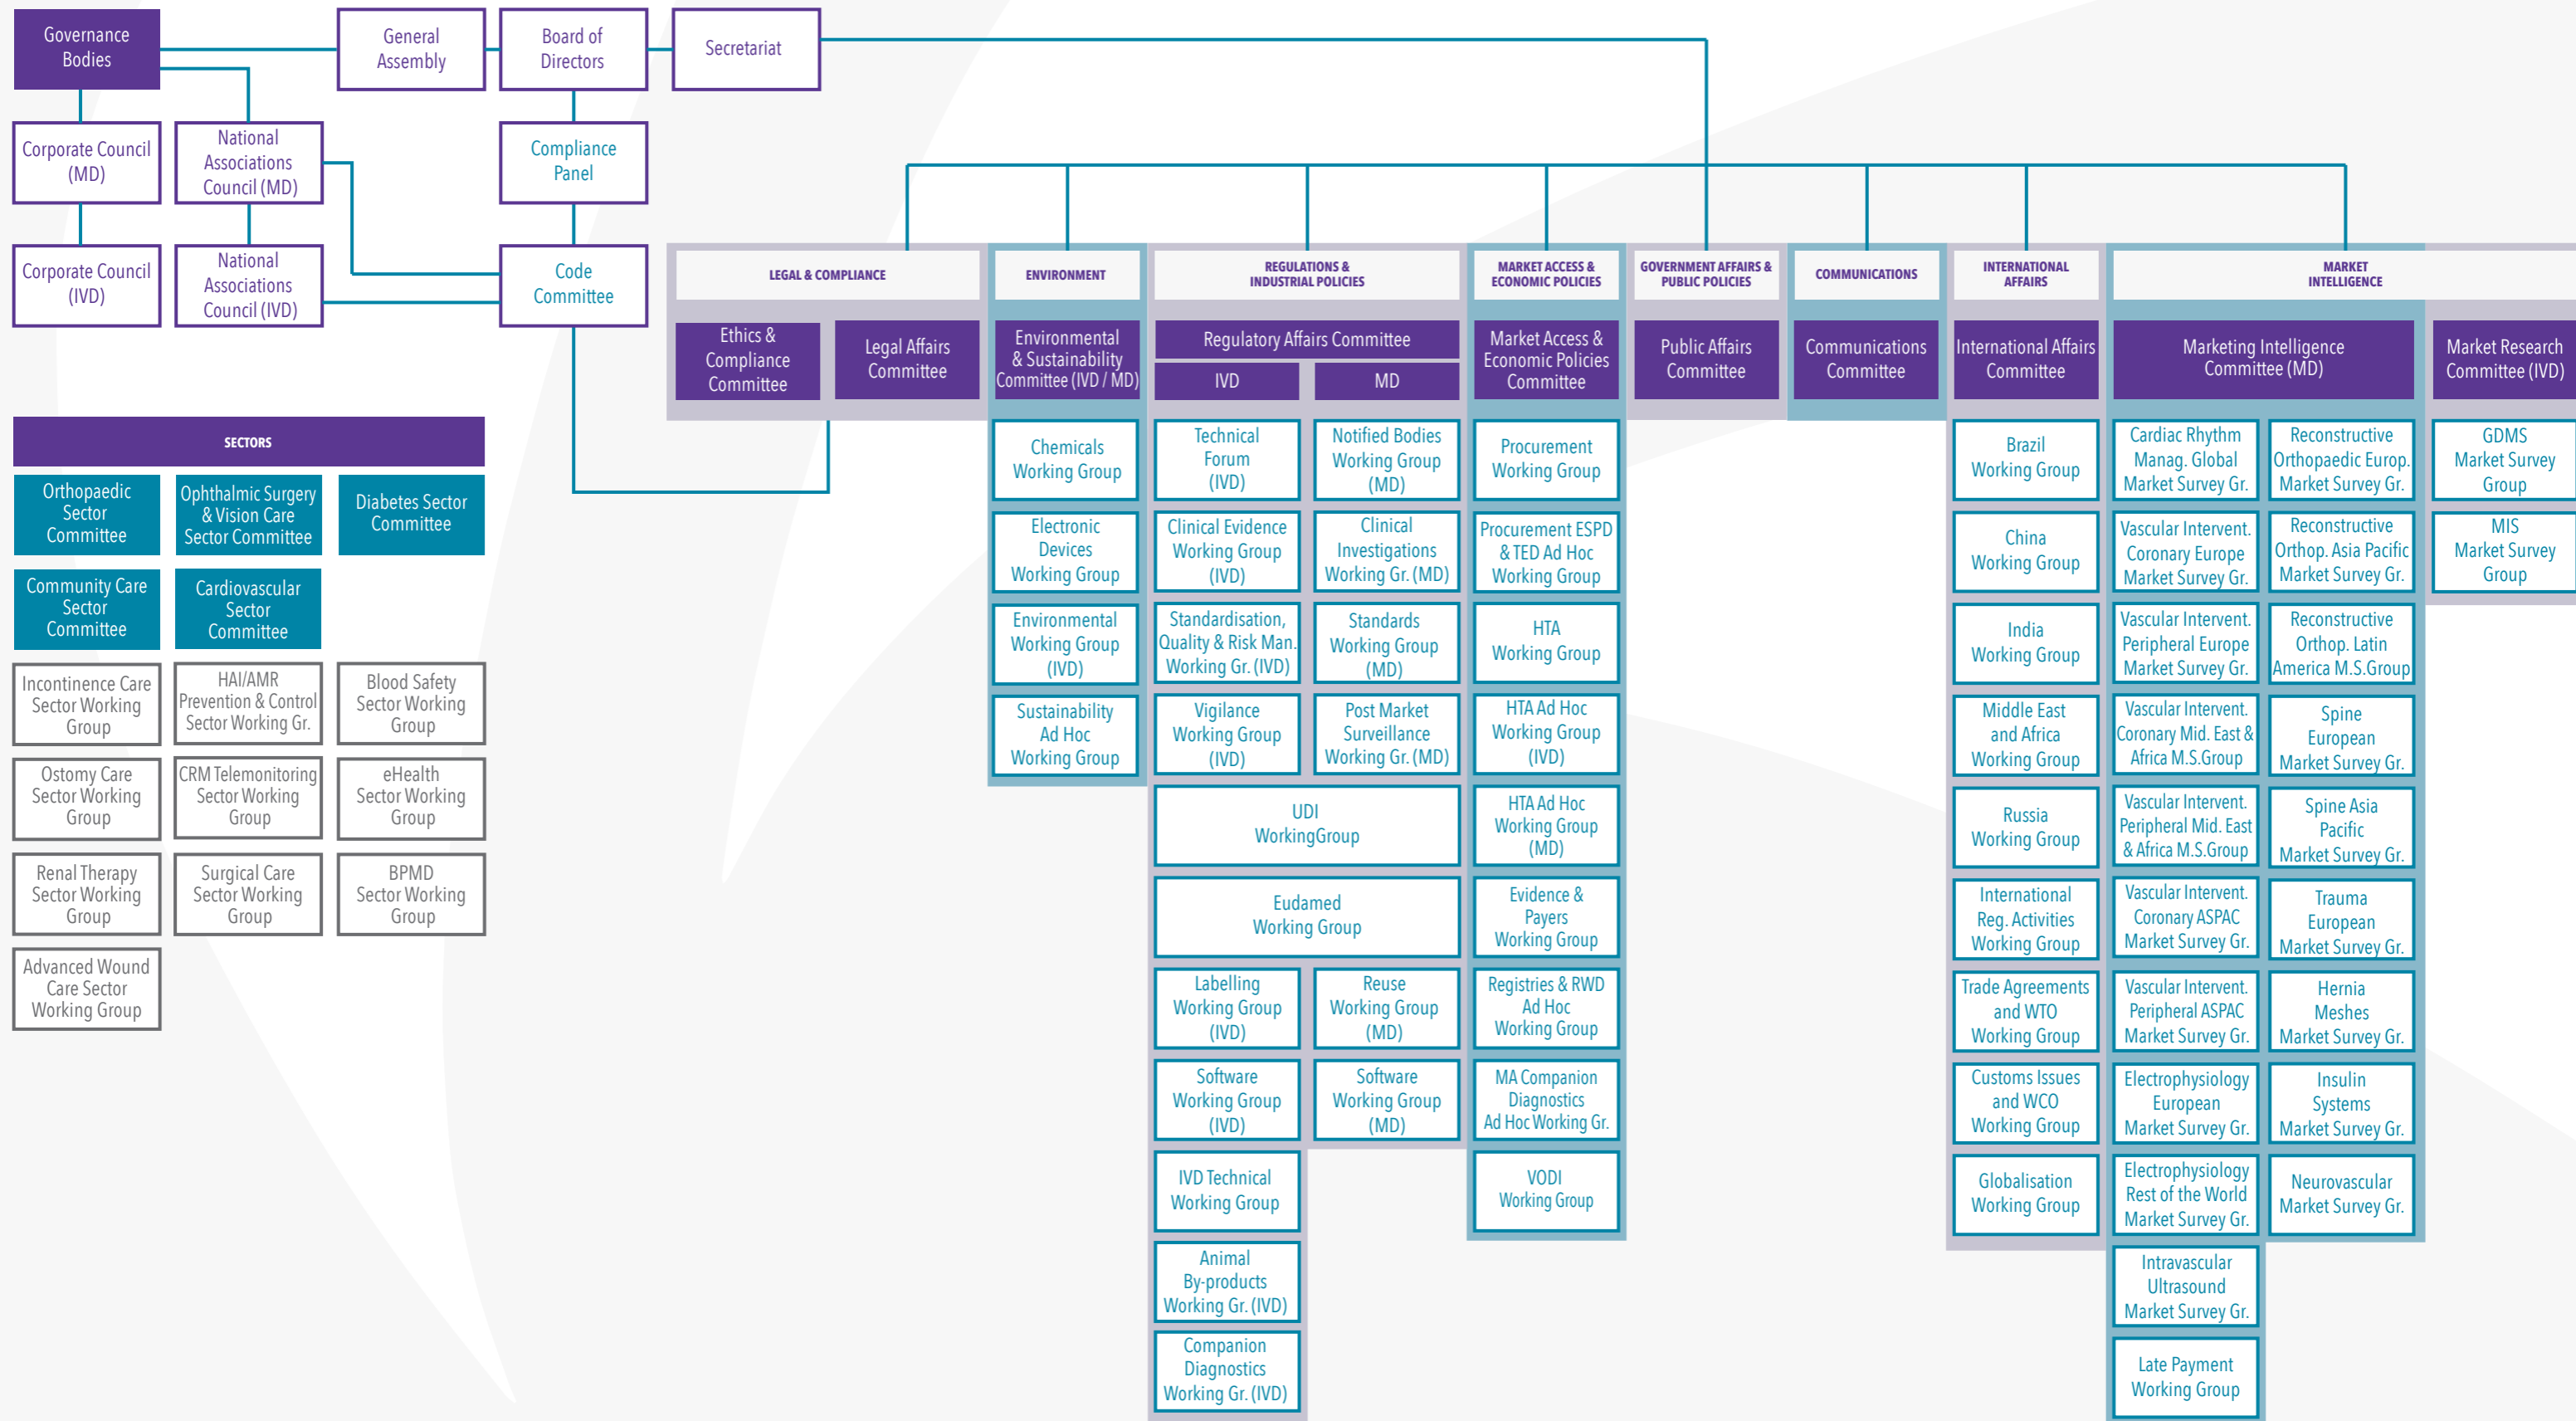 Governance
Bodies
General
Assembly
Board of
Directors
Secretariat
Corporate Council
(MD)
National
Associations
Council (MD)
Compliance
Panel
Corporate Council
(IVD)
National
Associations
Council (IVD)
Code
Committee
SECTORS
Orthopaedic
Sector
Committee
Ophthalmic Surgery
& Vision Care
Sector Committee
Diabetes Sector
Committee
Community Care
Sector
Committee
Cardiovascular
Sector
Committee
Incontinence Care
Sector Working
Group
HAI/AMR
Prevention & Control
Sector Working Gr.
Blood Safety
Sector Working
Group
Ostomy Care
Sector Working
Group
CRM Telemonitoring
Sector Working
Group
eHealth
Sector Working
Group
Renal Therapy
Sector Working
Group
Surgical Care
Sector Working
Group
BPMD
Sector Working
Group
Advanced Wound
Care Sector
Working Group
LEGAL & COMPLIANCE
Ethics &
Compliance
Committee
Legal Affairs
Committee
ENVIRONMENT
Environmental
& Sustainability
Committee (IVD / MD)
Chemicals
Working Group
Electronic
Devices
Working Group
Environmental
Working Group
(IVD)
Sustainability
Ad Hoc
Working Group
REGULATIONS &
INDUSTRIAL POLICIES
Regulatory Affairs Committee
IVD
MD
Technical
Forum
(IVD)
Notified Bodies
Working Group
(MD)
Clinical Evidence
Working Group
(IVD)
Clinical
Investigations
Working Gr. (MD)
Standardisation,
Quality & Risk Man.
Working Gr. (IVD)
Standards
Working Group
(MD)
Vigilance
Working Group
(IVD)
Post Market
Surveillance
Working Gr. (MD)
UDI
WorkingGroup
Eudamed
Working Group
Labelling
Working Group
(IVD)
Reuse
Working Group
(MD)
Software
Working Group
(IVD)
Software
Working Group
(MD)
IVD Technical
Working Group
Animal
By-products
Working Gr. (IVD)
Companion
Diagnostics
Working Gr. (IVD)
MARKET ACCESS &
ECONOMIC POLICIES
Market Access &
Economic Policies
Committee
Procurement
Working Group
Procurement ESPD
& TED Ad Hoc
Working Group
HTA
Working Group
HTA Ad Hoc
Working Group
(IVD)
HTA Ad Hoc
Working Group
(MD)
Evidence &
Payers
Working Group
Registries & RWD
Ad Hoc
Working Group
MA Companion
Diagnostics
Ad Hoc Working Gr.
VODI
Working Group
GOVERNMENT AFFAIRS &
PUBLIC POLICIES
Public Affairs
Committee
COMMUNICATIONS
Communications
Committee
INTERNATIONAL
AFFAIRS
International Affairs
Committee
Brazil
Working Group
China
Working Group
India
Working Group
Middle East
and Africa
Working Group
Russia
Working Group
International
Reg. Activities
Working Group
Trade Agreements
and WTO
Working Group
Customs Issues
and WCO
Working Group
Globalisation
Working Group
MARKET
INTELLIGENCE
Marketing Intelligence
Committee (MD)
Cardiac Rhythm
Manag. Global
Market Survey Gr.
Reconstructive
Orthopaedic Europ.
Market Survey Gr.
Vascular Intervent.
Coronary Europe
Market Survey Gr.
Reconstructive
Orthop. Asia Pacific
Market Survey Gr.
Vascular Intervent.
Peripheral Europe
Market Survey Gr.
Reconstructive
Orthop. Latin
America M.S.Group
Vascular Intervent.
Coronary Mid. East &
Africa M.S.Group
Spine
European
Market Survey Gr.
Vascular Intervent.
Peripheral Mid. East
& Africa M.S.Group
Spine Asia
Pacific
Market Survey Gr.
Vascular Intervent.
Coronary ASPAC
Market Survey Gr.
Trauma
European
Market Survey Gr.
Vascular Intervent.
Peripheral ASPAC
Market Survey Gr.
Hernia
Meshes
Market Survey Gr.
Electrophysiology
European
Market Survey Gr.
Insulin
Systems
Market Survey Gr.
Electrophysiology
Rest of the World
Market Survey Gr.
Neurovascular
Market Survey Gr.
Intravascular
Ultrasound
Market Survey Gr.
Late Payment
Working Group
Market Research
Committee (IVD)
GDMS
Market Survey
Group
MIS
Market Survey
Group